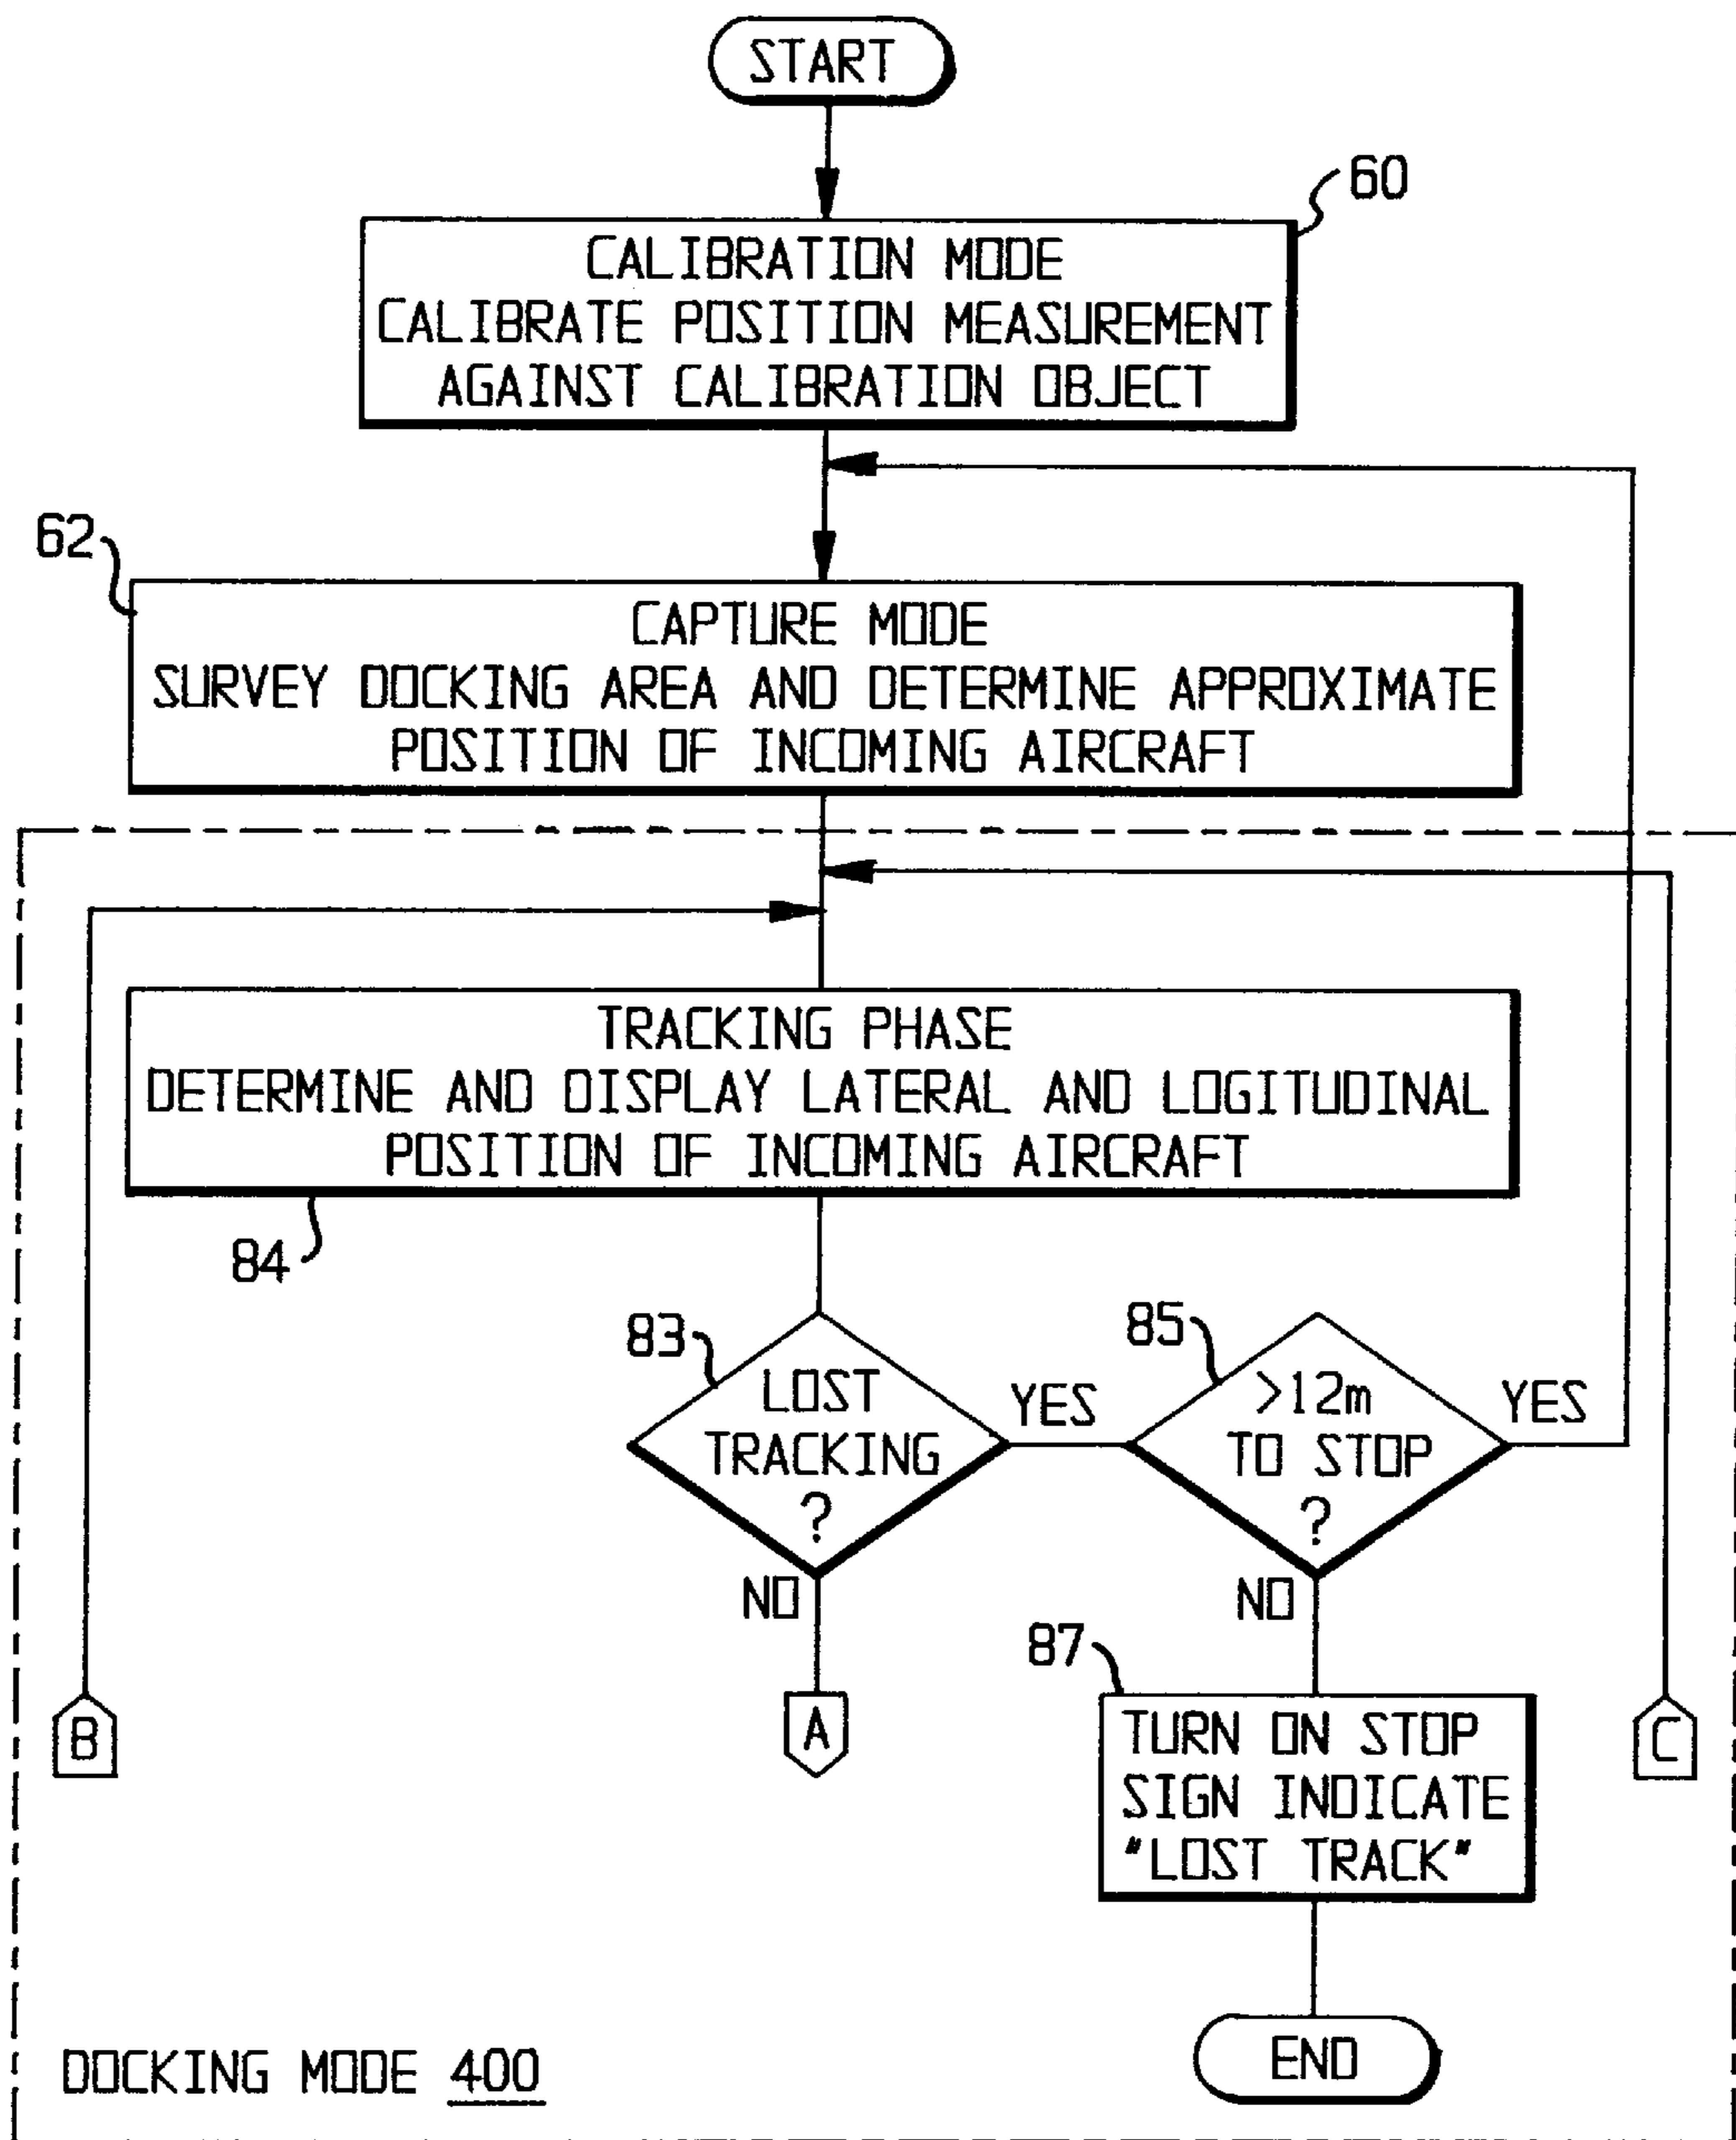 START
60
CALIBRATION MODE
CALIBRATE POSITION MEASUREMENT
AGAINST CALIBRATION OBJECT
62
CAPTURE MODE
SURVEY DOCKING AREA AND DETERMINE APPROXIMATE
POSITION OF INCOMING AIRCRAFT
TRACKING PHASE
DETERMINE AND DISPLAY LATERAL AND LOGITUDINAL
POSITION OF INCOMING AIRCRAFT
84
83
LOST
TRACKING
?
YES
NO
85
>12m
TO STOP
?
YES
NO
87
TURN ON STOP
SIGN INDICATE
"LOST TRACK"
B
A
C
END
DOCKING MODE 400